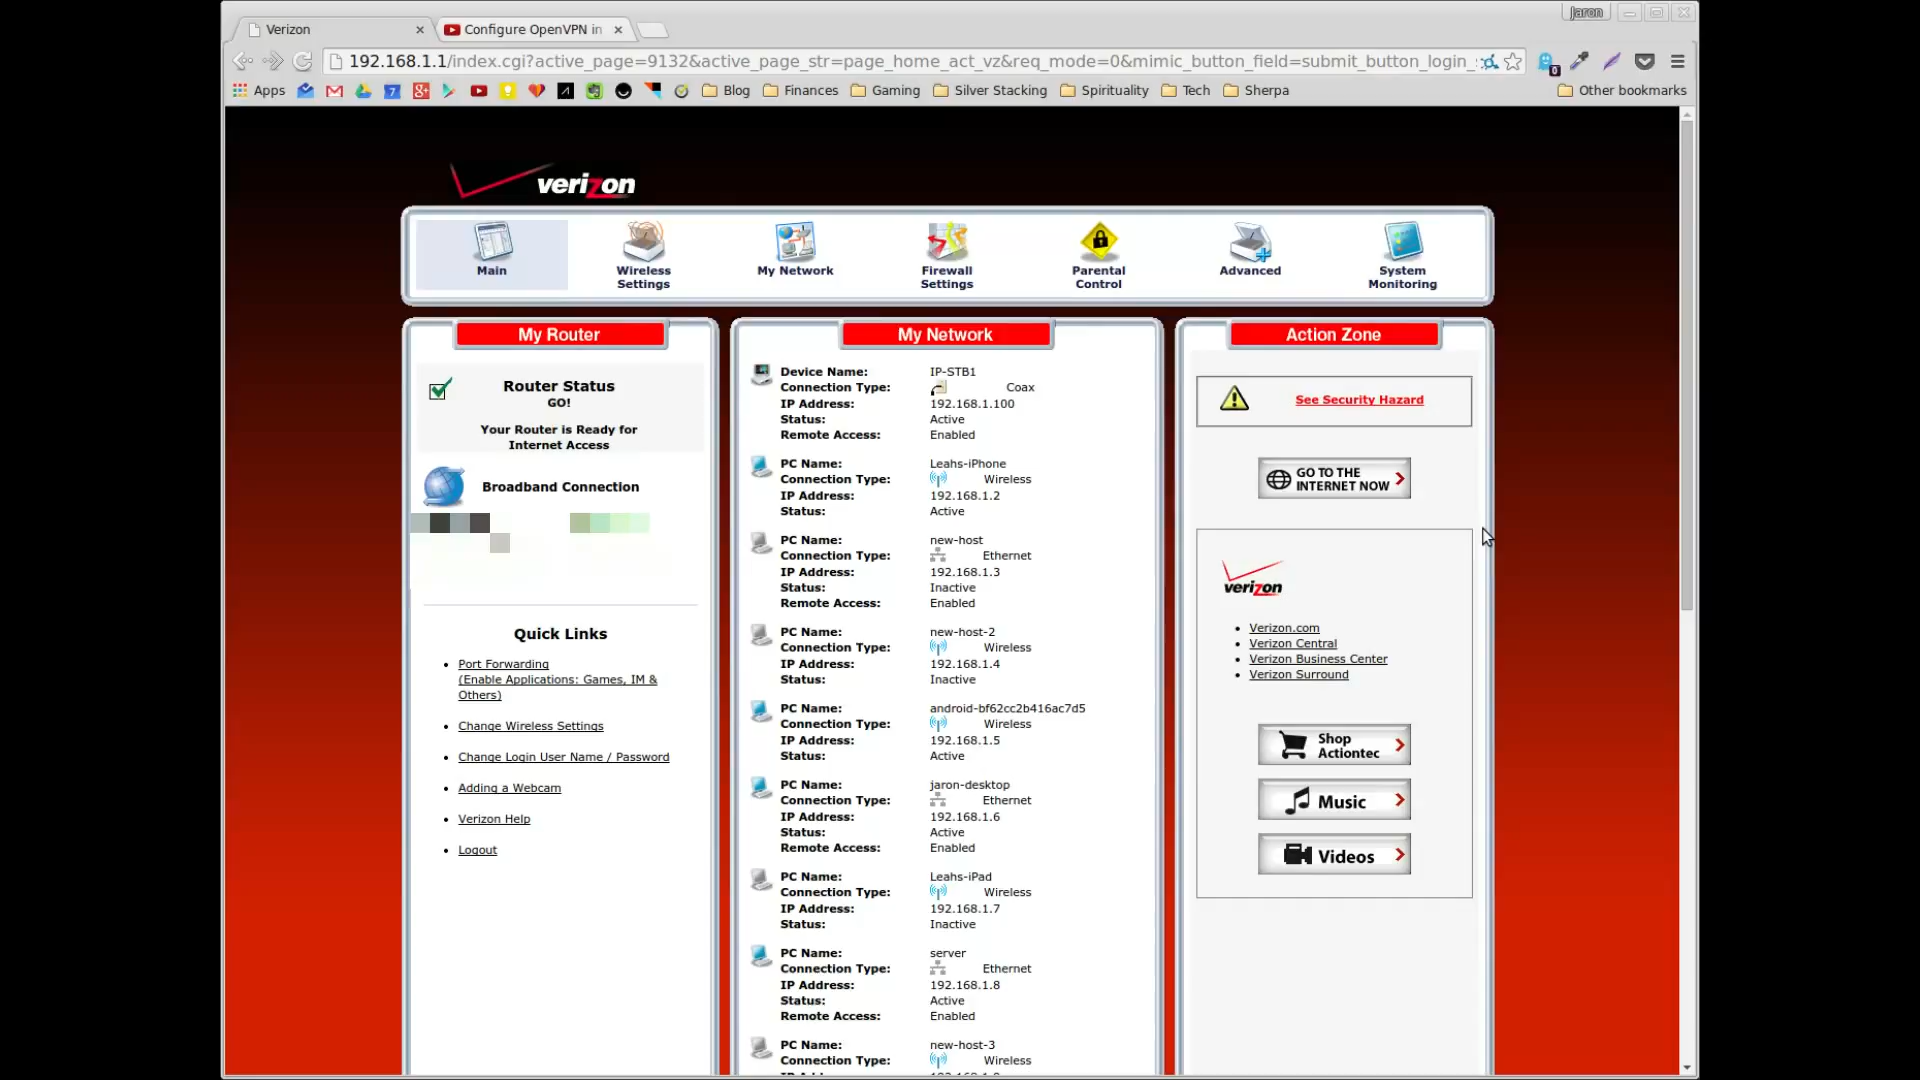 Jaron
Verizon
Configure OpenVPN in
192.168.1.1/index.cgi?active_page=9132&active_page_str=page_home_act_vz&req_mode=0&mimic_button_field=submit_button_login_
Apps
Blog
Finances
Gaming
Silver Stacking
Spirituality
Tech
Sherpa
Other bookmarks
verizon
Main
Wireless
Settings
My Network
Firewall
Settings
Parental
Control
Advanced
System
Monitoring
My Router
Router Status
GO!
Your Router is Ready for
Internet Access
Broadband Connection
Quick Links
Port Forwarding
(Enable Applications: Games, IM &
Others)
Change Wireless Settings
Change Login User Name / Password
Adding a Webcam
Verizon Help
Logout
My Network
Device Name: IP-STB1
Connection Type: Coax
IP Address: 192.168.1.100
Status: Active
Remote Access: Enabled
PC Name: Leahs-iPhone
Connection Type: Wireless
IP Address: 192.168.1.2
Status: Active
PC Name: new-host
Connection Type: Ethernet
IP Address: 192.168.1.3
Status: Inactive
Remote Access: Enabled
PC Name: new-host-2
Connection Type: Wireless
IP Address: 192.168.1.4
Status: Inactive
PC Name: android-bf62cc2b416ac7d5
Connection Type: Wireless
IP Address: 192.168.1.5
Status: Active
PC Name: jaron-desktop
Connection Type: Ethernet
IP Address: 192.168.1.6
Status: Active
Remote Access: Enabled
PC Name: Leahs-iPad
Connection Type: Wireless
IP Address: 192.168.1.7
Status: Inactive
PC Name: server
Connection Type: Ethernet
IP Address: 192.168.1.8
Status: Active
Remote Access: Enabled
PC Name: new-host-3
Connection Type: Wireless
Action Zone
See Security Hazard
GO TO THE
INTERNET NOW
verizon
Verizon.com
Verizon Central
Verizon Business Center
Verizon Surround
Shop
Actiontec
Music
Videos